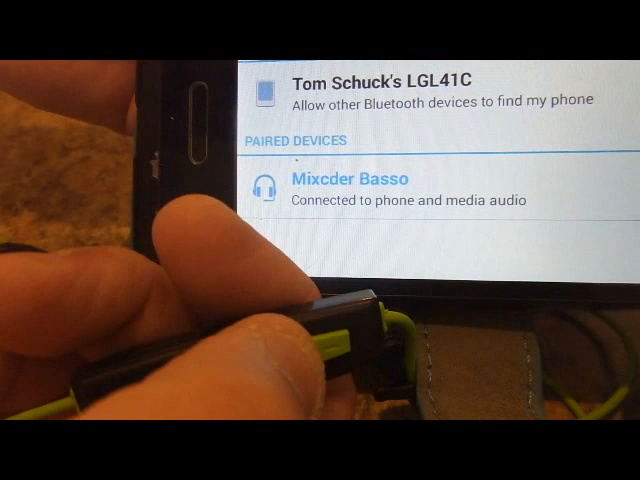 Tom Schuck's LGL41C
Allow other Bluetooth devices to find my phone
PAIRED DEVICES
Mixcder Basso
Connected to phone and media audio